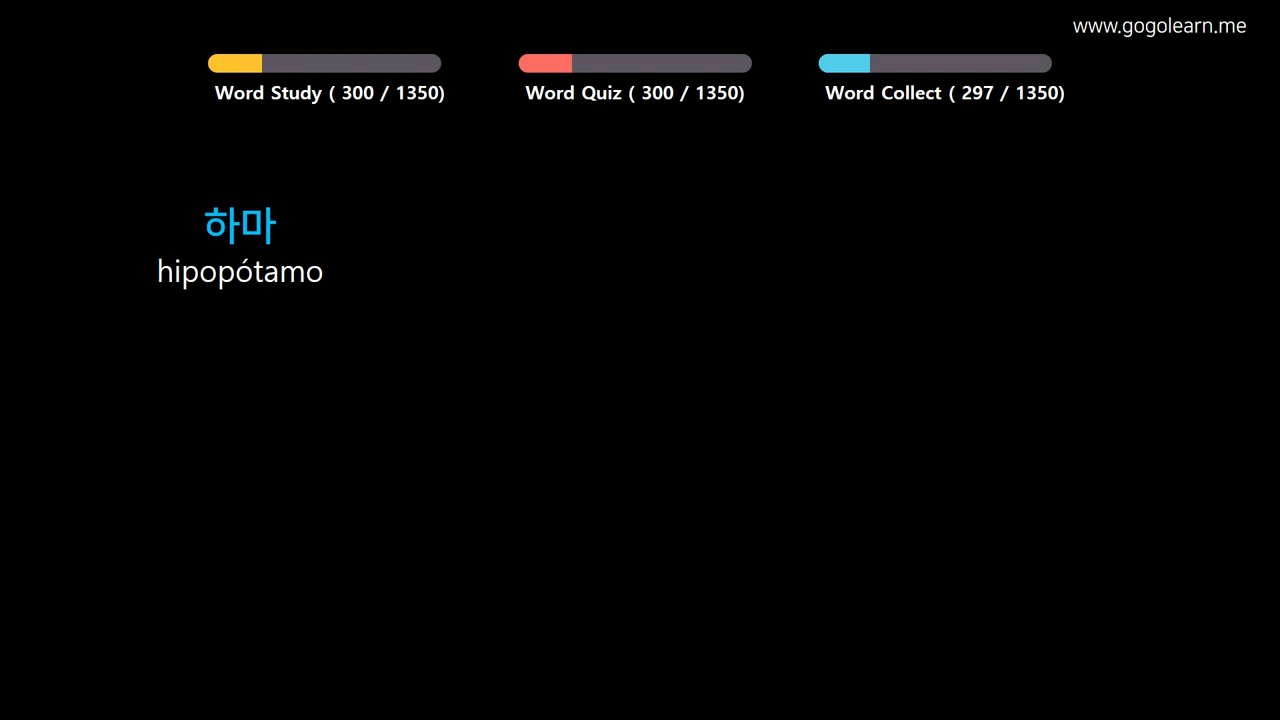 www.gogolearn.me
Word Study ( 300 / 1350)
Word Quiz ( 300 / 1350)
Word Collect ( 297 / 1350)
하마
hipopótamo